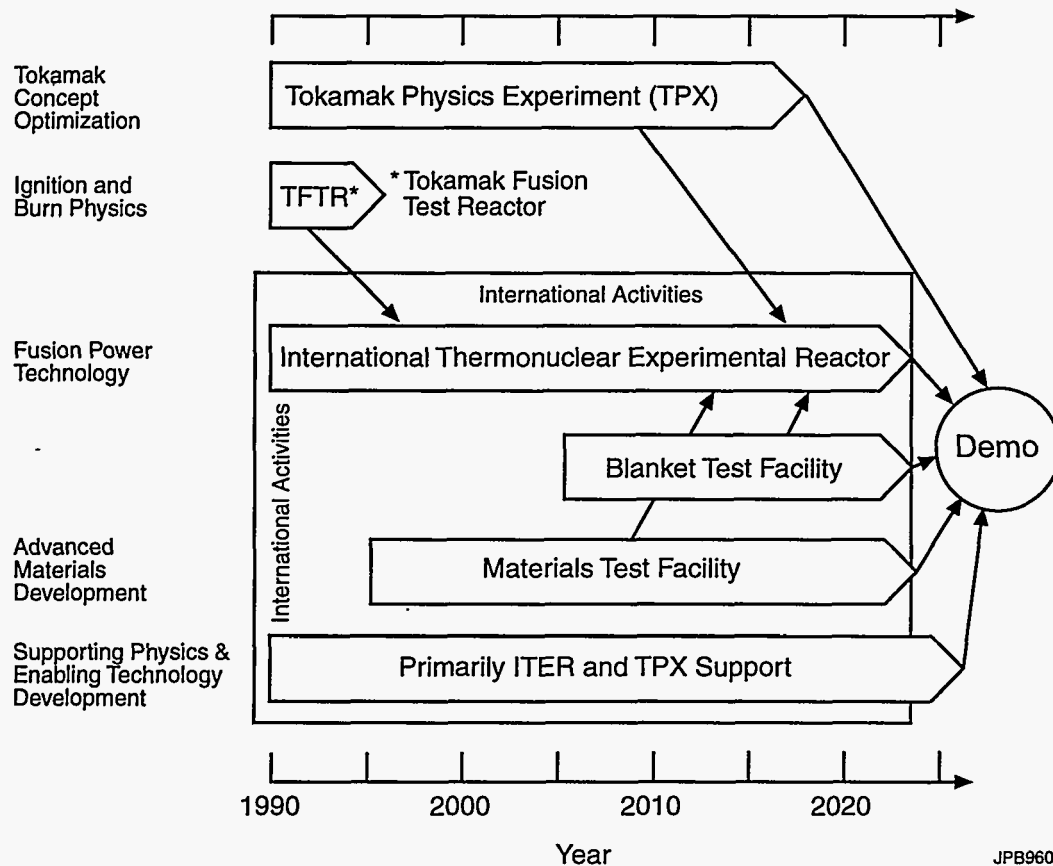 Tokamak
Concept
Optimization
Tokamak Physics Experiment (TPX)
Ignition and
Burn Physics
TFTR*
* Tokamak Fusion
Test Reactor
International Activities
Fusion Power
Technology
International Thermonuclear Experimental Reactor
International Activities
Blanket Test Facility
Demo
Advanced
Materials
Development
Materials Test Facility
Supporting Physics &
Enabling Technology
Development
Primarily ITER and TPX Support
1990 2000 2010 2020
Year
JPB960